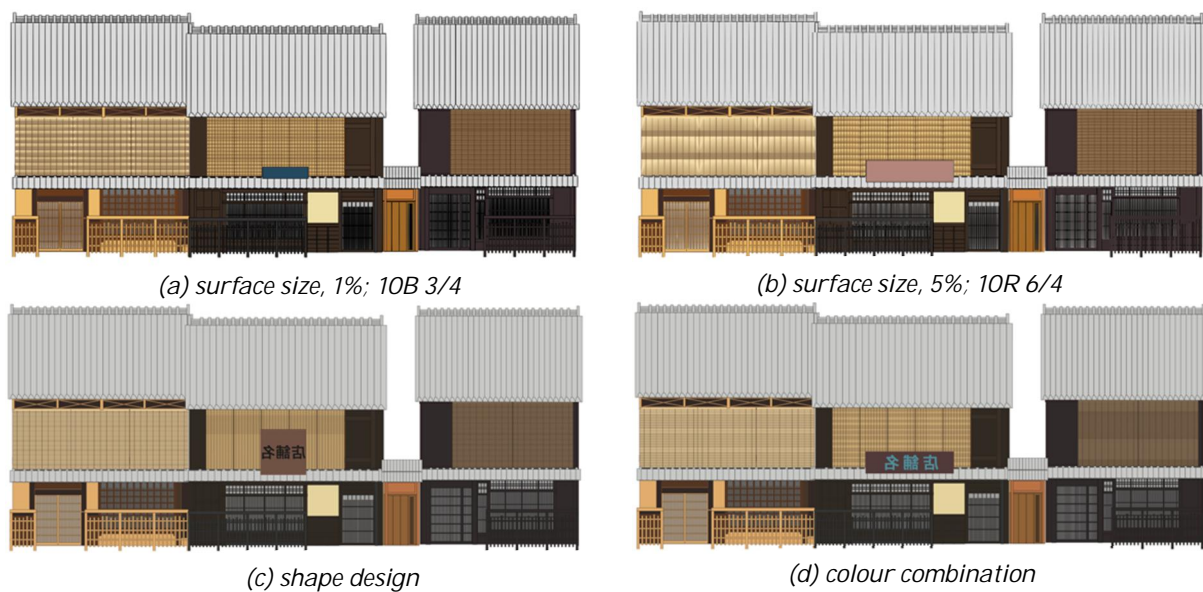 (a) surface size, 1%; 10B 3/4
(b) surface size, 5%; 10R 6/4
店舗名
店舗名
(c) shape design
(d) colour combination